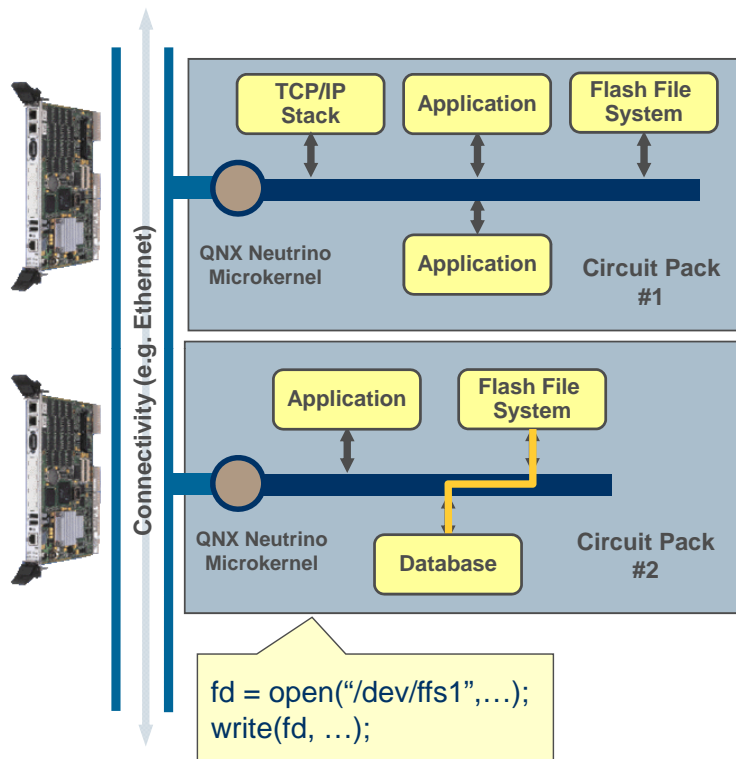 TCP/IP
Stack
Application
Flash File
System
QNX Neutrino
Microkernel
Application
Circuit Pack
#1
Connectivity (e.g. Ethernet)
Application
Flash File
System
QNX Neutrino
Microkernel
Database
Circuit Pack
#2
fd = open(“/dev/ffs1”,…);
write(fd, …);